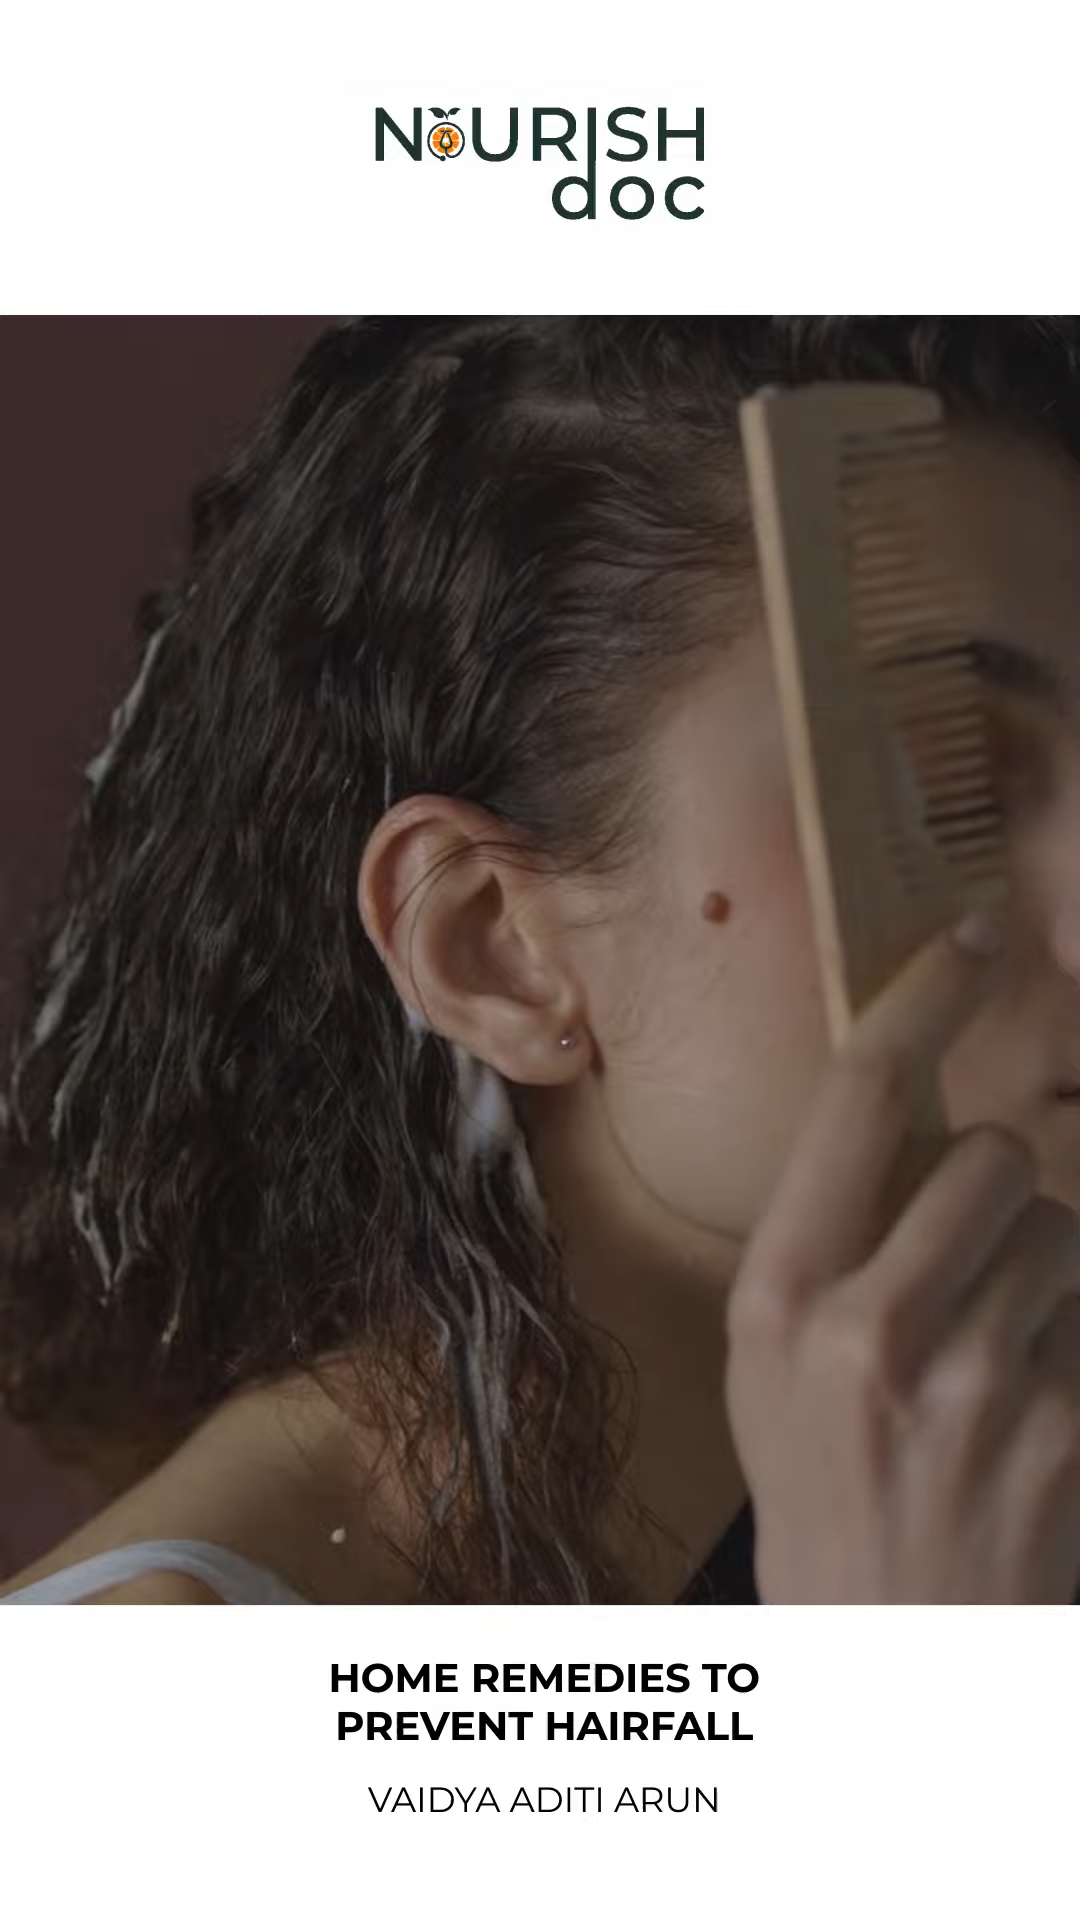 NOURISH
doc
HOME REMEDIES TO
PREVENT HAIRFALL
VAIDYA ADITI ARUN